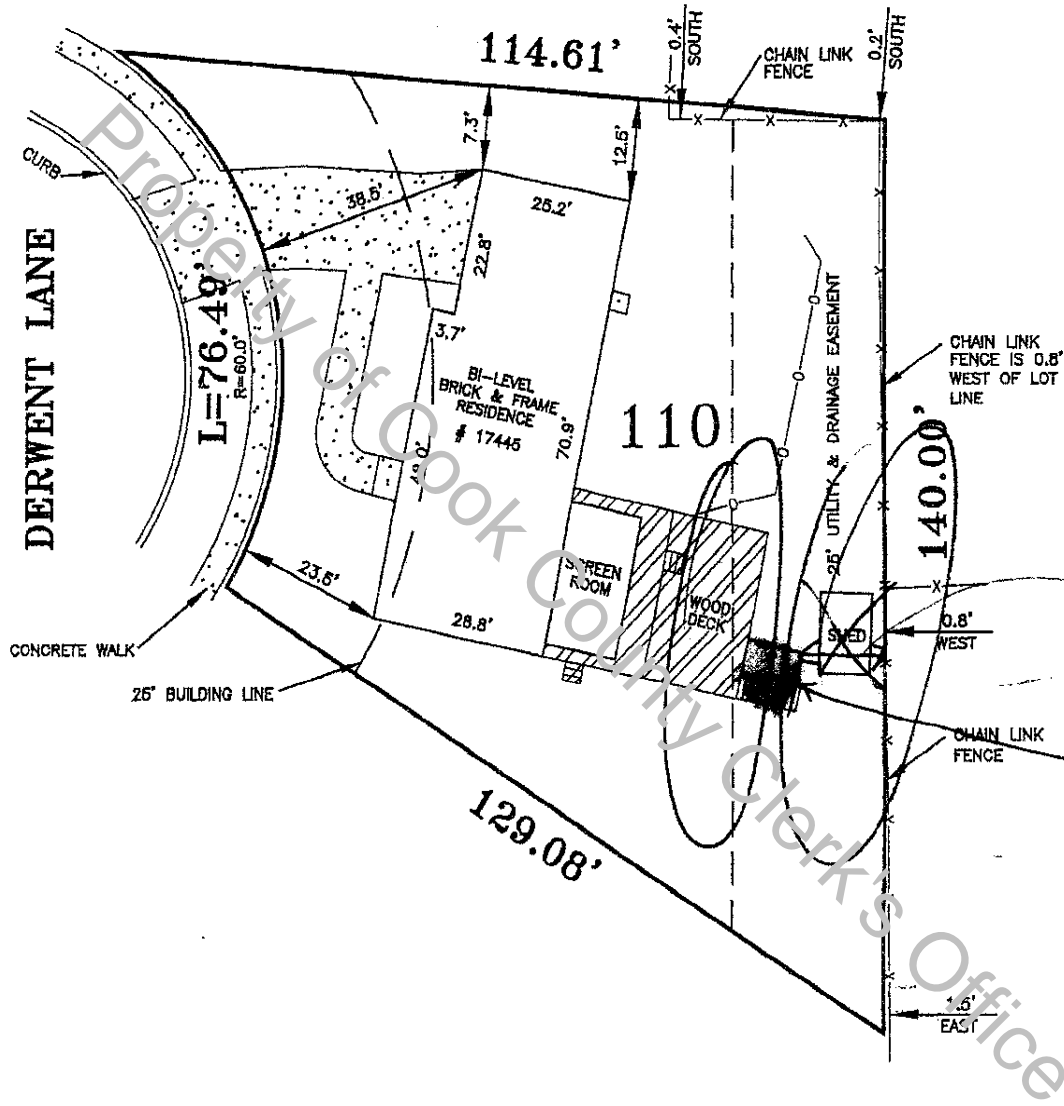 114.61'
0.4'
SOUTH
CHAIN LINK
FENCE
0.2'
SOUTH
CURB
7.3'
12.5'
38.5'
25.2'
22.8'
DERWENT LANE
L=76.49'
R=60.0'
3.7'
BI-LEVEL
BRICK & FRAME
RESIDENCE
# 17445
70.9'
110
25' UTILITY & DRAINAGE EASEMENT
CHAIN LINK
FENCE IS 0.8'
WEST OF LOT
LINE
140.00'
SCREEN
ROOM
WOOD
DECK
SHED
0.8'
WEST
23.5'
26.8'
CONCRETE WALK
25' BUILDING LINE
CHAIN LINK
FENCE
129.08'
EAST
Property of Cook County Clerk's Office